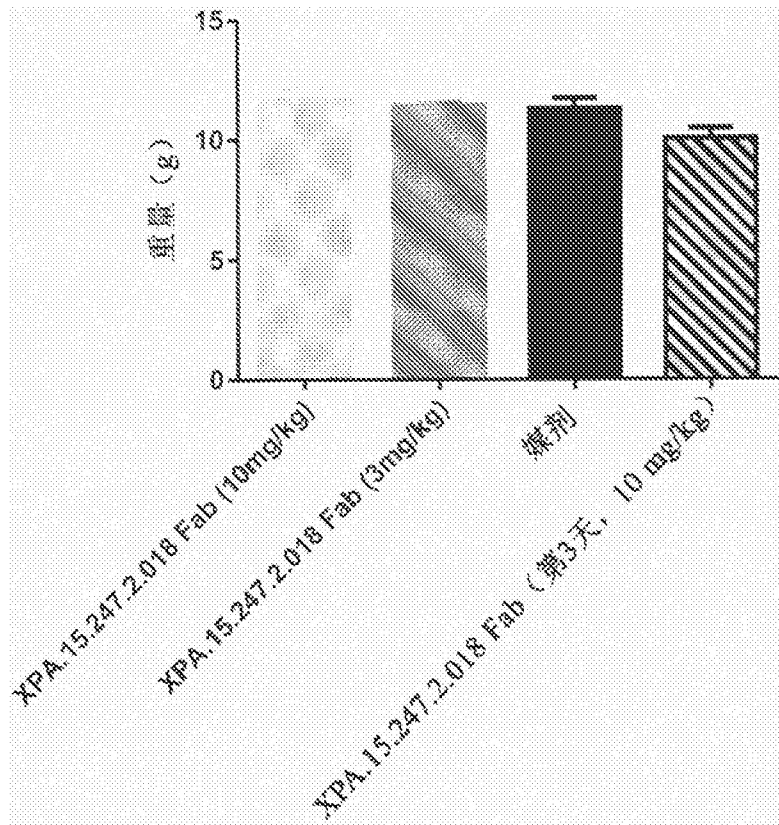 15
10
5
0
重量（g）
XPA.15.247.2.018 Fab (10mg/kg)
XPA.15.247.2.018 Fab (3mg/kg)
媒剂
XPA.15.247.2.018 Fab（第3天，10 mg/kg）